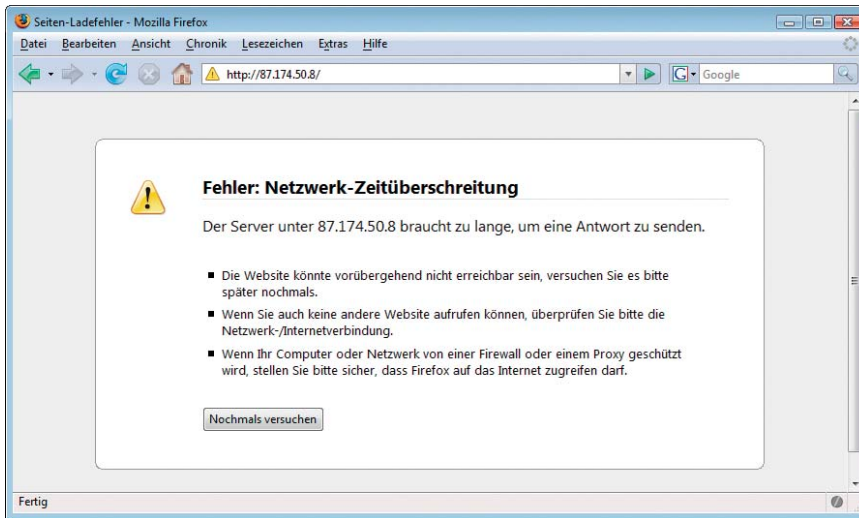 Seiten-Ladefehler - Mozilla Firefox
Datei Bearbeiten Ansicht Chronik Lesezeichen Extras Hilfe
http://87.174.50.8/ G Google
Fehler: Netzwerk-Zeitüberschreitung
Der Server unter 87.174.50.8 braucht zu lange, um eine Antwort zu senden.
Die Website könnte vorübergehend nicht erreichbar sein, versuchen Sie es bitte
später nochmals.
Wenn Sie auch keine andere Website aufrufen können, überprüfen Sie bitte die
Netzwerk-/Internetverbindung.
Wenn Ihr Computer oder Netzwerk von einer Firewall oder einem Proxy geschützt
wird, stellen Sie bitte sicher, dass Firefox auf das Internet zugreifen darf.
Nochmals versuchen
Fertig